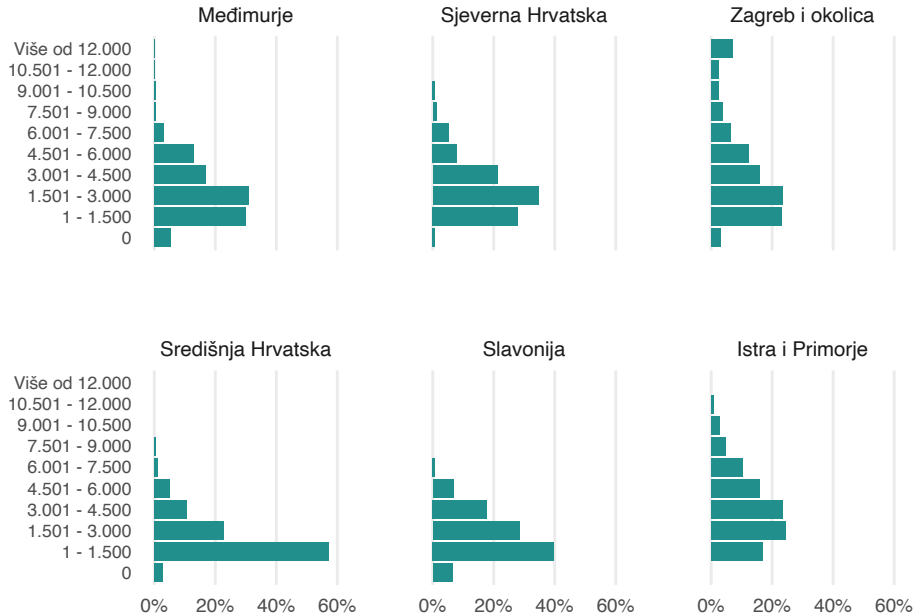 Međimurje
Sjeverna Hrvatska
Zagreb i okolica
Više od 12.000
10.501 - 12.000
9.001 - 10.500
7.501 - 9.000
6.001 - 7.500
4.501 - 6.000
3.001 - 4.500
1.501 - 3.000
1 - 1.500
0
Središnja Hrvatska
Slavonija
Istra i Primorje
Više od 12.000
10.501 - 12.000
9.001 - 10.500
7.501 - 9.000
6.001 - 7.500
4.501 - 6.000
3.001 - 4.500
1.501 - 3.000
1 - 1.500
0
0% 20% 40% 60% 0% 20% 40% 60% 0% 20% 40% 60%